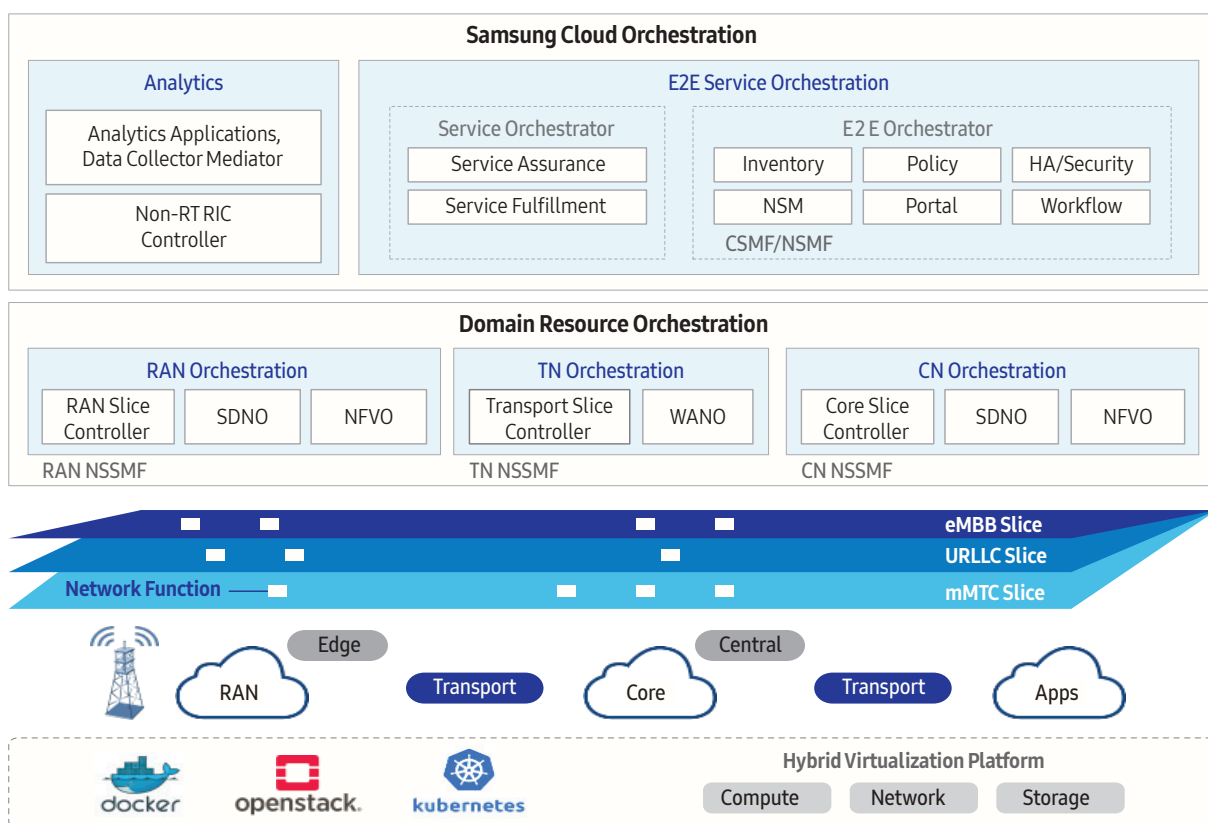 Samsung Cloud Orchestration
Analytics
Analytics Applications,
Data Collector Mediator
Non-RT RIC
Controller
E2E Service Orchestration
Service Orchestrator
Service Assurance
Service Fulfillment
E2 E Orchestrator
Inventory
Policy
HA/Security
NSM
Portal
Workflow
CSMF/NSMF
Domain Resource Orchestration
RAN Orchestration
RAN Slice
Controller
SDNO
NFVO
RAN NSSMF
TN Orchestration
Transport Slice
Controller
WANO
TN NSSMF
CN Orchestration
Core Slice
Controller
SDNO
NFVO
CN NSSMF
eMBB Slice
URLLC Slice
Network Function
mMTC Slice
RAN
Edge
Transport
Core
Central
Transport
Apps
docker
openstack.
kubernetes
Hybrid Virtualization Platform
Compute
Network
Storage